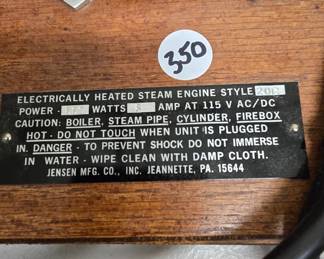 350
ELECTRICALLY HEATED STEAM ENGINE STYLE
POWER - WATTS AMP AT 115 V AC/DC
CAUTION: BOILER, STEAM PIPE, CYLINDER, FIREBOX
HOT - DO NOT TOUCH WHEN UNIT IS PLUGGED
IN. DANGER - TO PREVENT SHOCK DO NOT IMMERSE
IN WATER - WIPE CLEAN WITH DAMP CLOTH.
JENSEN MFG. CO., INC. JEANNETTE, PA. 15644